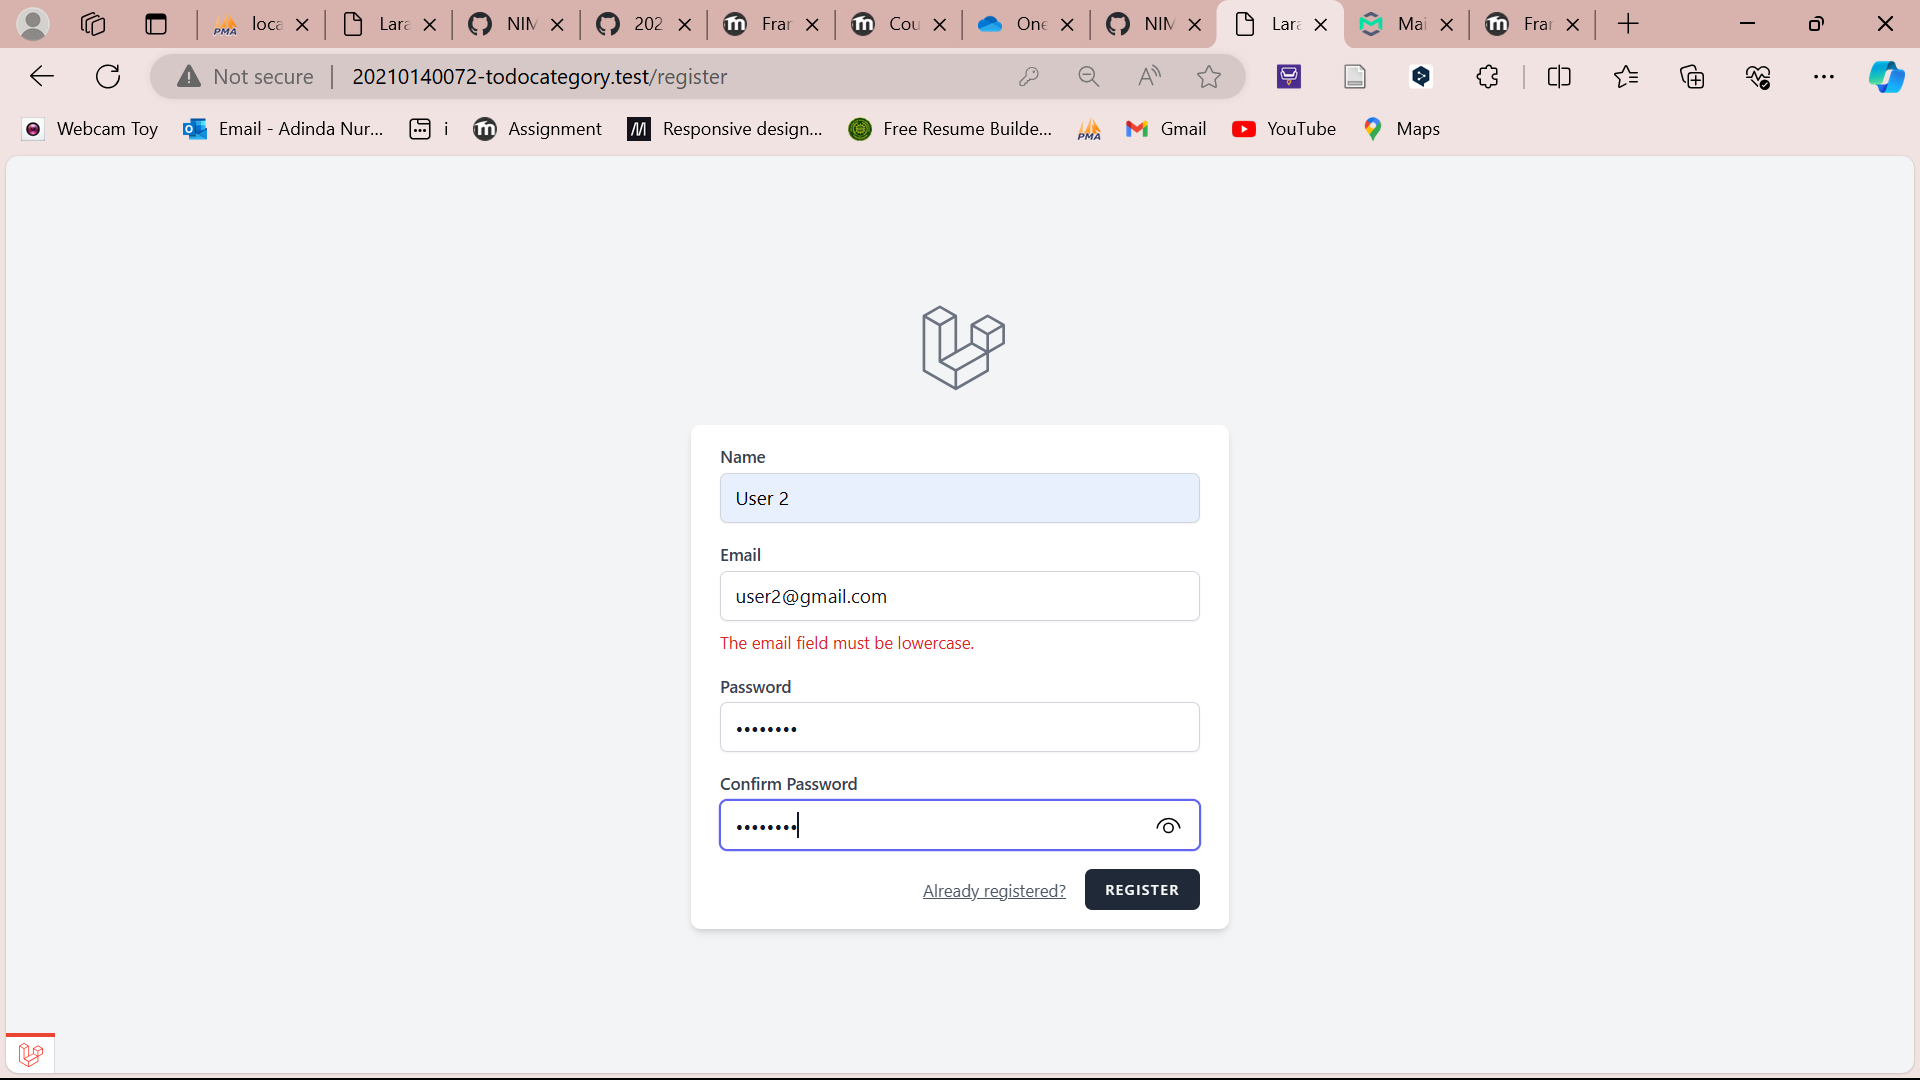 loca
Lara
NIM
202
Fran
Cou
One
NIM
Lara
Mai
Fran
Not secure
20210140072-todocategory.test/register
Webcam Toy
Email - Adinda Nur...
i
Assignment
Responsive design...
Free Resume Builde...
PMA
Gmail
YouTube
Maps
Name
User 2
Email
user2@gmail.com
The email field must be lowercase.
Password
••••••••
Confirm Password
••••••••
Already registered?
REGISTER